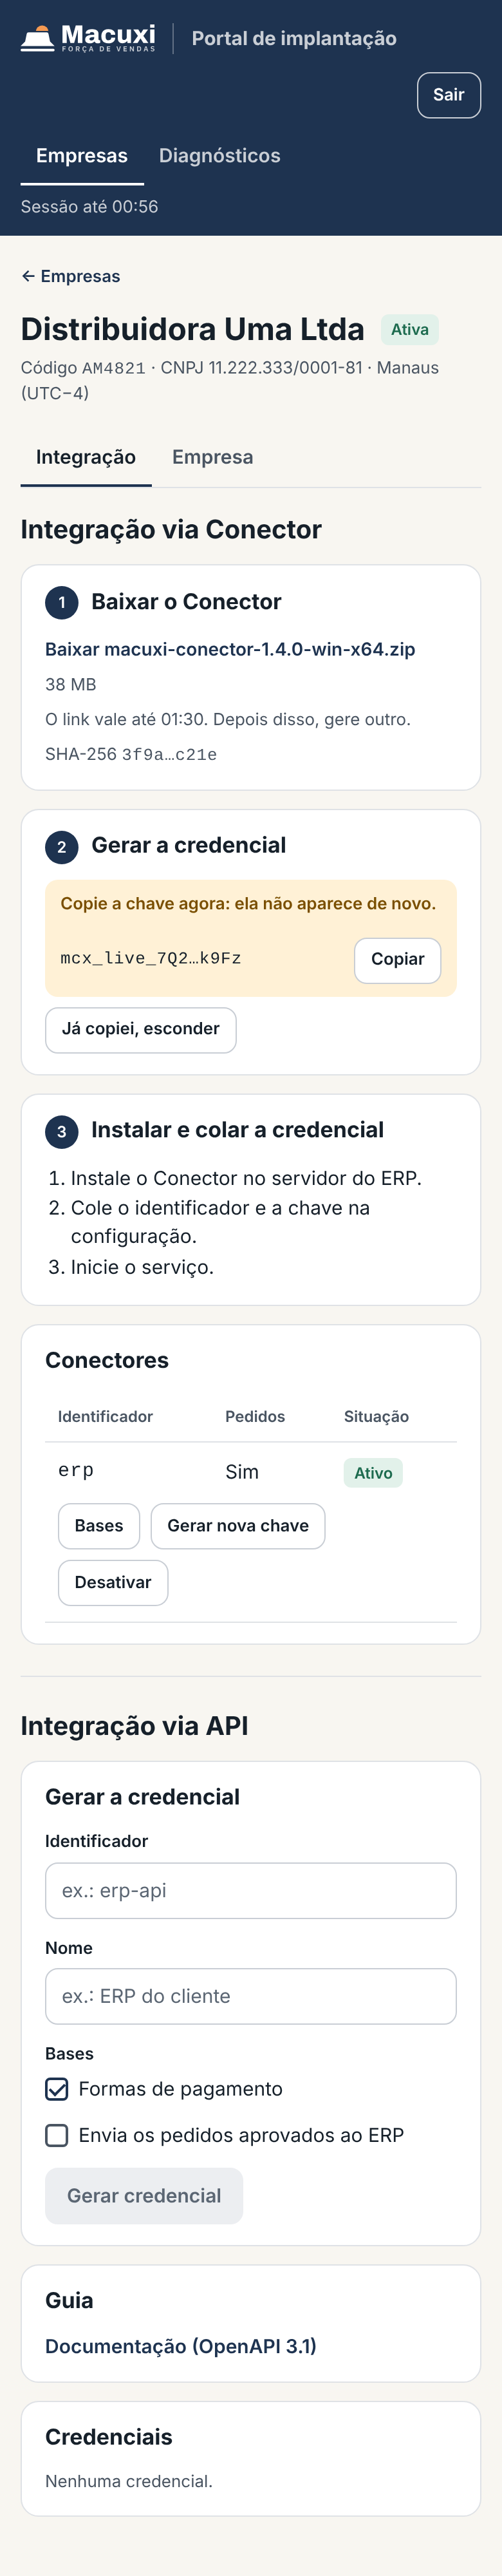 Macuxi
FORÇA DE VENDAS
Portal de implantação
Sair
Empresas
Diagnósticos
Sessão até 00:56
← Empresas
Distribuidora Uma Ltda
Ativa
Código AM4821 · CNPJ 11.222.333/0001-81 · Manaus
(UTC−4)
Integração
Empresa
Integração via Conector
1
Baixar o Conector
Baixar macuxi-conector-1.4.0-win-x64.zip
38 MB
O link vale até 01:30. Depois disso, gere outro.
SHA-256 3f9a…c21e
2
Gerar a credencial
Copie a chave agora: ela não aparece de novo.
mcx_live_7Q2…k9Fz
Copiar
Já copiei, esconder
3
Instalar e colar a credencial
1. Instale o Conector no servidor do ERP.
2. Cole o identificador e a chave na
configuração.
3. Inicie o serviço.
Conectores
Identificador
Pedidos
Situação
erp
Sim
Ativo
Bases
Gerar nova chave
Desativar
Integração via API
Gerar a credencial
Identificador
ex.: erp-api
Nome
ex.: ERP do cliente
Bases
Formas de pagamento
Envia os pedidos aprovados ao ERP
Gerar credencial
Guia
Documentação (OpenAPI 3.1)
Credenciais
Nenhuma credencial.